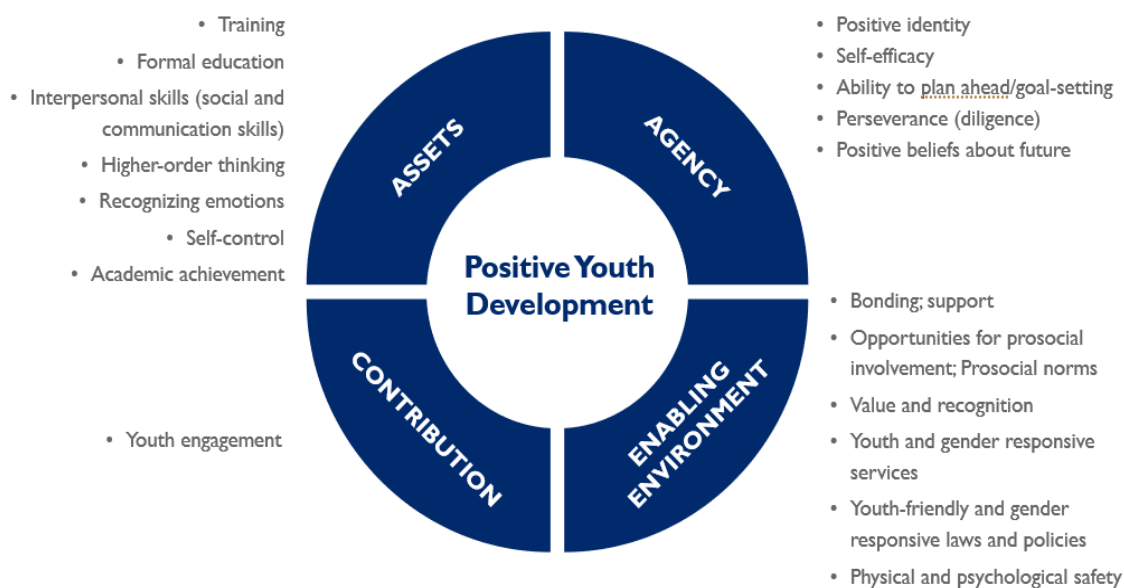 • Training
• Formal education
• Interpersonal skills (social and
communication skills)
• Higher-order thinking
• Recognizing emotions
• Self-control
• Academic achievement
ASSETS
AGENCY
• Positive identity
• Self-efficacy
• Ability to plan ahead/goal-setting
• Perseverance (diligence)
• Positive beliefs about future
Positive Youth
Development
• Youth engagement
CONTRIBUTION
ENABLING
ENVIRONMENT
• Bonding; support
• Opportunities for prosocial
involvement; Prosocial norms
• Value and recognition
• Youth and gender responsive
services
• Youth-friendly and gender
responsive laws and policies
• Physical and psychological safety